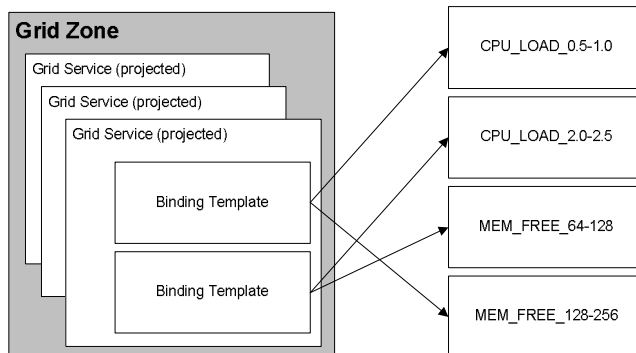 Grid Zone
Grid Service (projected)
Grid Service (projected)
Grid Service (projected)
Binding Template
Binding Template
CPU_LOAD_0.5-1.0
CPU_LOAD_2.0-2.5
MEM_FREE_64-128
MEM_FREE_128-256